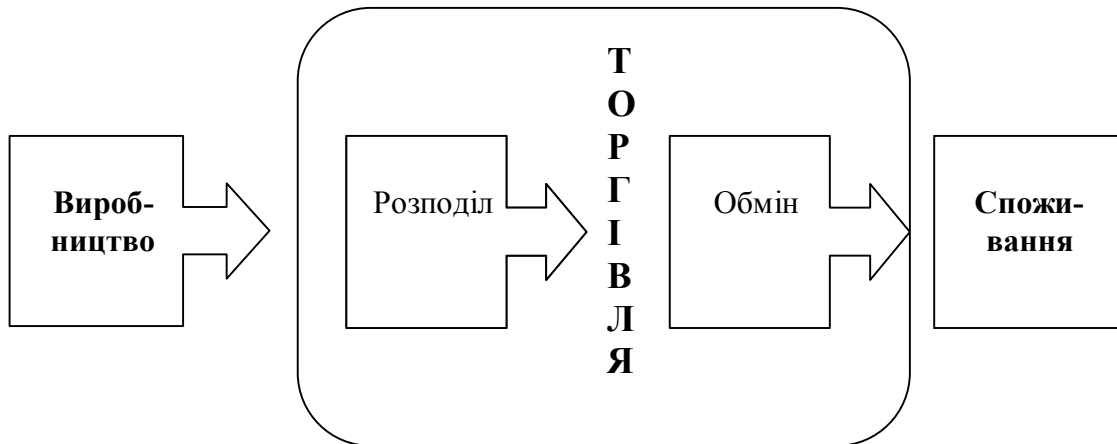 Вироб-
ництво
Розподіл
Т
О
Р
Г
І
В
Л
Я
Обмін
Спожи-
вання